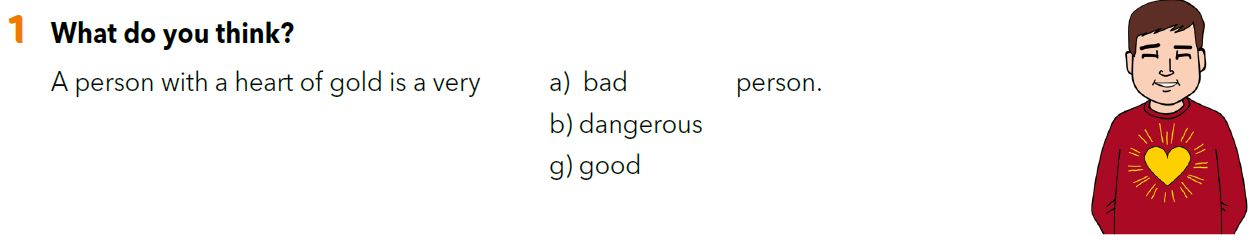 1 What do you think?
A person with a heart of gold is a very a) bad person.
b) dangerous
g) good